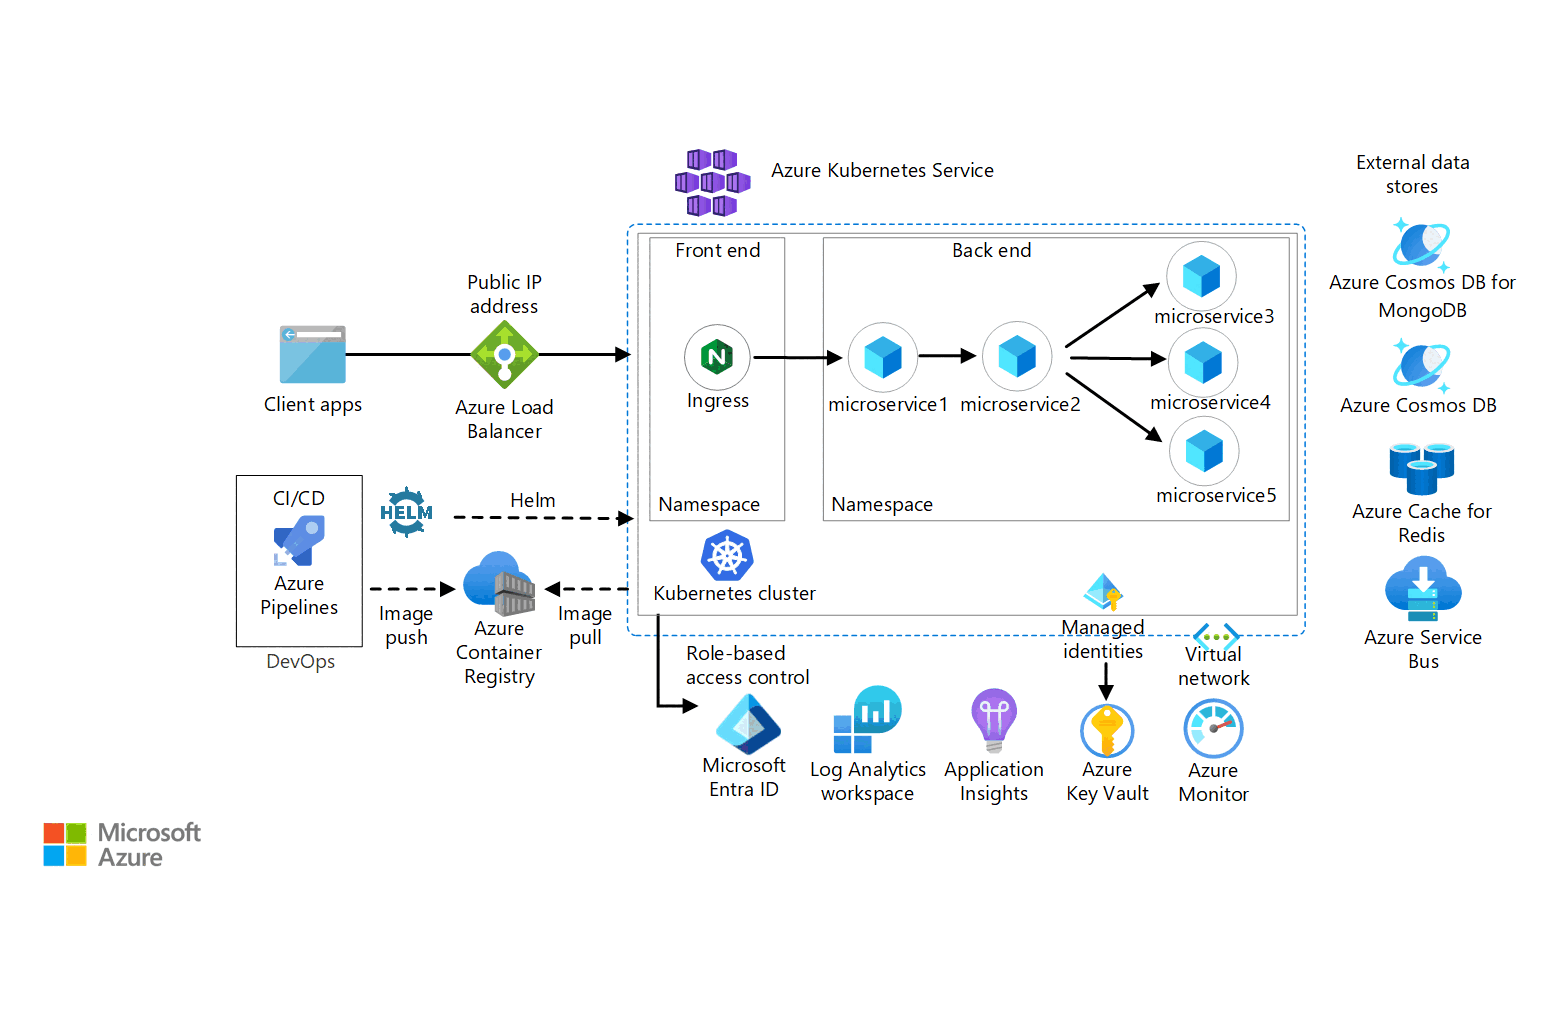 Azure Kubernetes Service
External data
stores
Front end
Back end
Public IP
address
microservice3
Azure Cosmos DB for
MongoDB
N
Client apps
Azure Load
Balancer
Ingress
microservice1
microservice2
microservice4
Azure Cosmos DB
CI/CD
HELM
Helm
Namespace
Namespace
microservice5
Azure Cache for
Redis
Azure
Pipelines
Image
push
Image
pull
Kubernetes cluster
DevOps
Azure
Container
Registry
Role-based
access control
Managed
identities
Virtual
network
Azure Service
Bus
Microsoft
Entra ID
Log Analytics
workspace
Application
Insights
Azure
Key Vault
Azure
Monitor
Microsoft
Azure